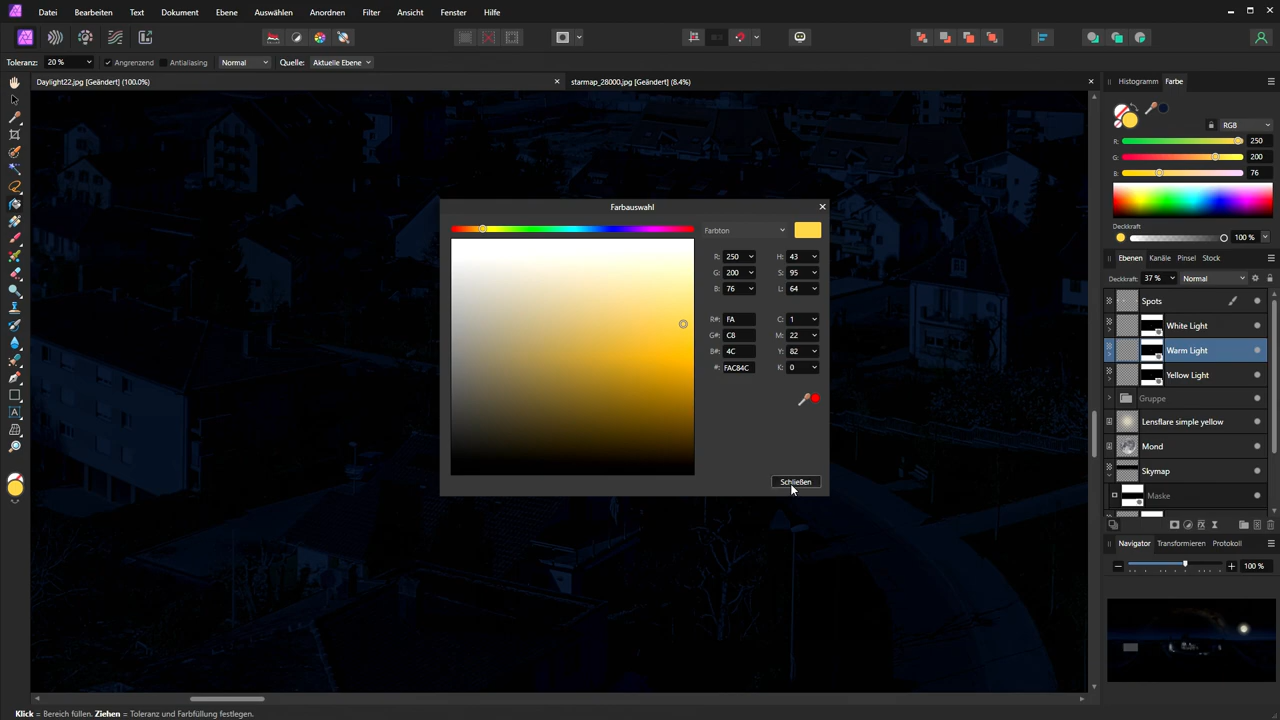 Datei Bearbeiten Text Dokument Ebene Auswählen Anordnen Filter Ansicht Fenster Hilfe
Toleranz: 20 % Angrenzend Antialiasing Normal Quelle: Aktuelle Ebene
Daylight22.jpg [Geändert] (100.0%) starmap_28000.jpg [Geändert] (8.4%)
Histogramm Farbe
RGB
R: 250
G: 200
B: 76
Deckkraft
100 %
Ebenen Kanäle Pinsel Stock
Deckkraft: 37 % Normal
Spots
White Light
Warm Light
Yellow Light
Gruppe
Lensflare simple yellow
Mond
Skymap
Maske
Navigator Transformieren Protokoll
100 %
Farbauswahl
Farbton
R: 250 H: 43
G: 200 S: 95
B: 76 L: 64
R#: FA C: 1
G#: C8 M: 22
B#: 4C Y: 82
#: FAC84C K: 0
Schließen
Klick = Bereich füllen. Ziehen = Toleranz und Farbfüllung festlegen.